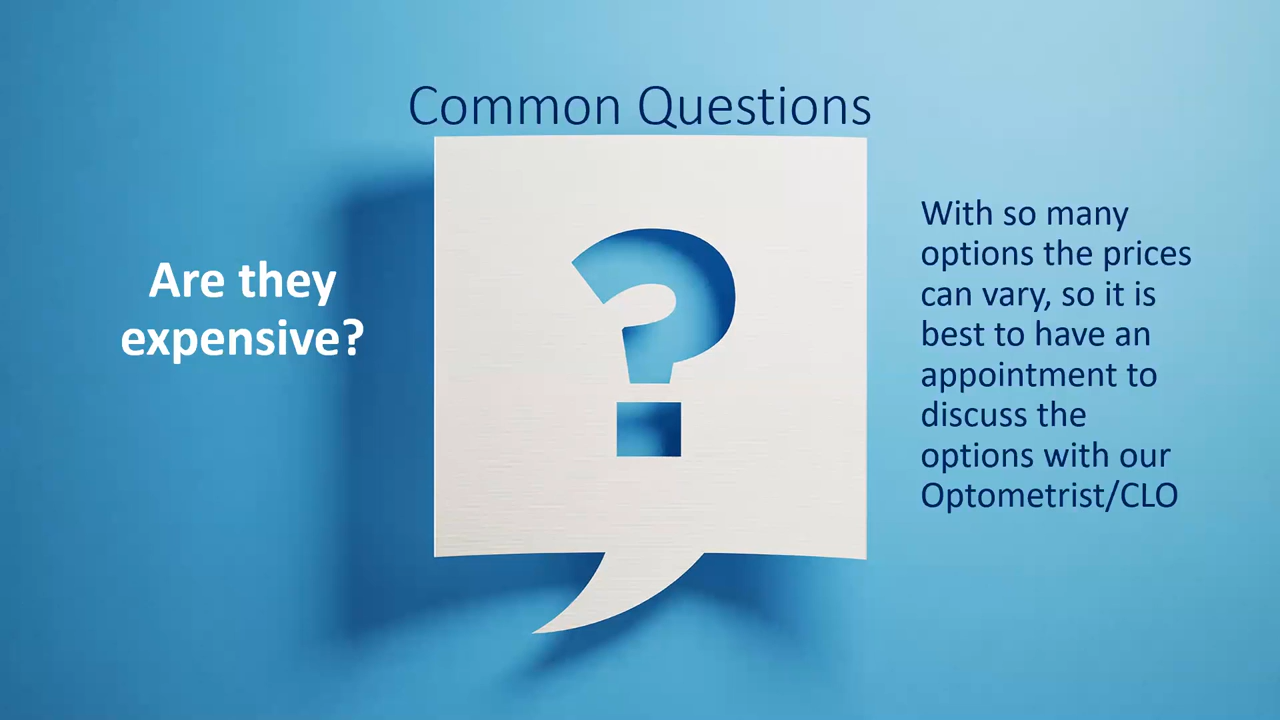 Common Questions
Are they
expensive?
With so many
options the prices
can vary, so it is
best to have an
appointment to
discuss the
options with our
Optometrist/CLO